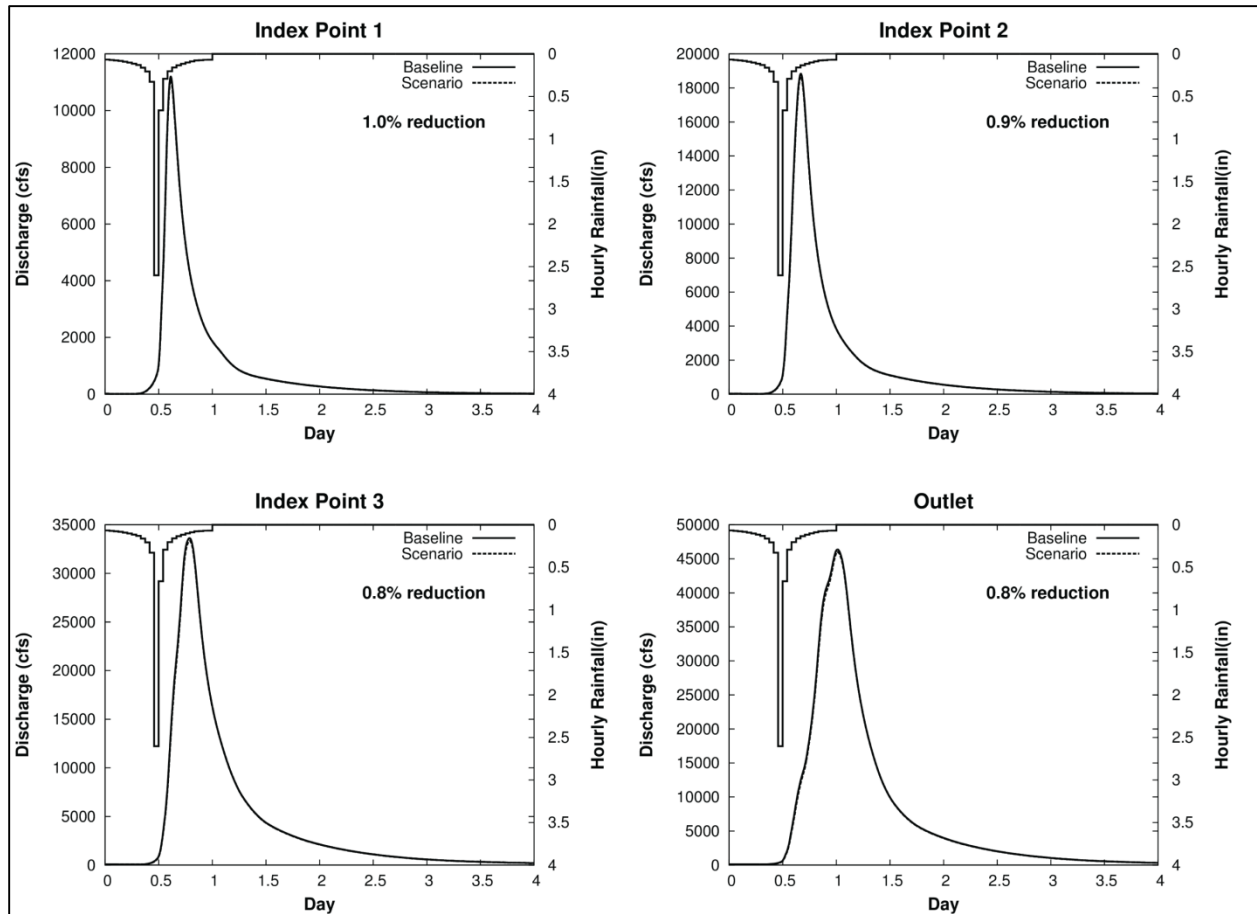 Index Point 1
12000
10000
8000
6000
4000
2000
0
Discharge (cfs)
Baseline
Scenario
1.0% reduction
0
0.5
1
1.5
2
2.5
3
3.5
4
Hourly Rainfall(in)
0 0.5 1 1.5 2 2.5 3 3.5 4
Day
Index Point 2
20000
18000
16000
14000
12000
10000
8000
6000
4000
2000
0
Discharge (cfs)
Baseline
Scenario
0.9% reduction
0
0.5
1
1.5
2
2.5
3
3.5
4
Hourly Rainfall(in)
0 0.5 1 1.5 2 2.5 3 3.5 4
Day
Index Point 3
35000
30000
25000
20000
15000
10000
5000
0
Discharge (cfs)
Baseline
Scenario
0.8% reduction
0
0.5
1
1.5
2
2.5
3
3.5
4
Hourly Rainfall(in)
0 0.5 1 1.5 2 2.5 3 3.5 4
Day
Outlet
50000
45000
40000
35000
30000
25000
20000
15000
10000
5000
0
Discharge (cfs)
Baseline
Scenario
0.8% reduction
0
0.5
1
1.5
2
2.5
3
3.5
4
Hourly Rainfall(in)
0 0.5 1 1.5 2 2.5 3 3.5 4
Day